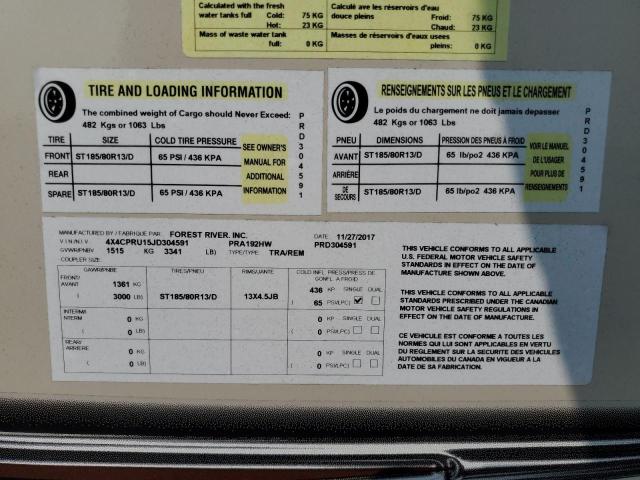 Calculated with the fresh
water tanks full Cold: 75 KG
Hot: 23 KG
Mass of waste water tank
full: 0 KG
Calculé ave les réservoirs d'eau
douce pleins Froid: 75 KG
Chaud: 23 KG
Masses de réservoirs d'eaux usees
pleins: 0 KG
TIRE AND LOADING INFORMATION
The combined weight of Cargo should Never Exceed:
482 Kgs or 1063 Lbs
TIRE SIZE COLD TIRE PRESSURE
FRONT ST185/80R13/D 65 PSI / 436 KPA
REAR
SPARE ST185/80R13/D 65 PSI / 436 KPA
SEE OWNER'S
MANUAL FOR
ADDITIONAL
INFORMATION
PRD304591
RENSEIGNEMENTS SUR LES PNEUS ET LE CHARGEMENT
Le poids du chargement ne doit jamais depasser
482 Kgs or 1063 Lbs
PNEU DIMENSIONS PRESSION DES PNEUS À FROID
AVANT ST185/80R13/D 65 lb/po2 436 KPA
ARRIÈRE
DE SECOURS ST185/80R13/D 65 lb/po2 436 KPA
VOIR LE MANUEL
DE L'USAGER
POUR PLUS DE
RENSEIGNEMENTS
PRD304591
MANUFACTURED BY / FABRIQUE PAR: FOREST RIVER, INC. DATE 11/27/2017
V.I.N./N.I.V 4X4CPRU15JD304591 PRA192HW PRD304591
GVWR/PNBV 1515 KG 3341 LB) TYPE/TYPE: TRA/REM
COUPLER SIZE:
GAWR/PNBE TIRES/PNEU RIMS/JANTE COLD INFL. PRESS/PRESS DE
GONFL. A FROID
FRONT/
AVANT 1361 KG 436 KP SINGLE DUAL
( 3000 LB) ST185/80R13/D 13X4.5JB ( 65 PSI/LPC)
INTERM/
INTERM 0 KG 0 KP SINGLE DUAL
( 0 LB) ( 0 PSI/LPC)
REAR/
ARRIERE 0 KG 0 KP SINGLE DUAL
( 0 LB) ( 0 PSI/LPC)
THIS VEHICLE CONFORMS TO ALL APPLICABLE
U.S. FEDERAL MOTOR VEHICLE SAFETY
STANDARDS IN EFFECT ON THE DATE OF
MANUFACTURE SHOWN ABOVE.
THIS VEHICLE CONFORMS TO ALL APPLICABLE
STANDARDS PRESCRIBED UNDER THE CANADIAN
MOTOR VEHICLE SAFETY REGULATIONS IN
EFFECT ON THE DATE OF MANUFACTURE.
CE VEHICULE EST CONFORME A TOUTES LES
NORMES QUI LUI SONT APPLICABLES EN VERTU
DU REGLEMENT SUR LA SECURITE DES VEHICULES
AUTOMOBILES DU CANADA EN VIGUEUR A LA
DATE DE SA FABRICATION.